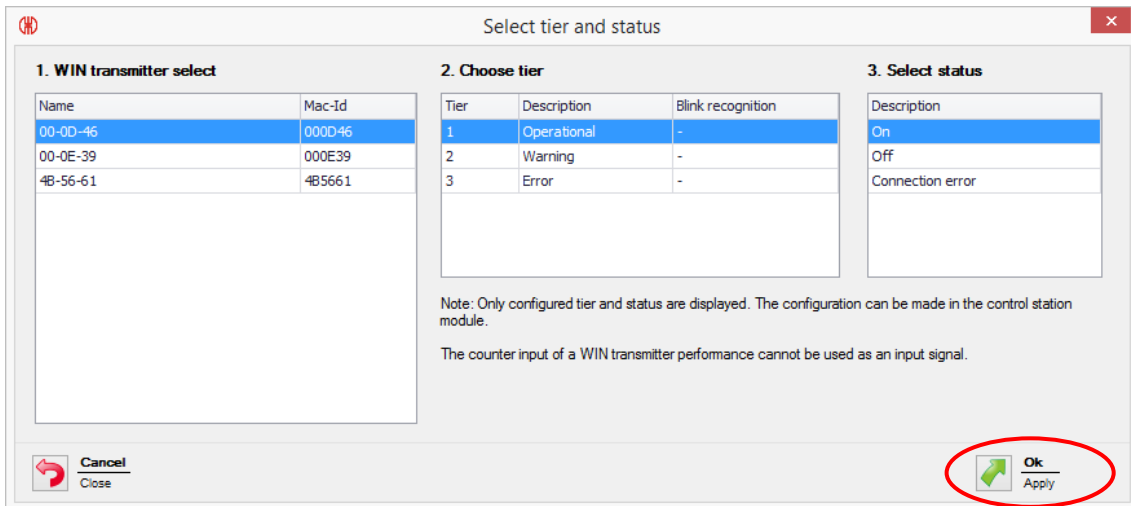 Select tier and status
1. WIN transmitter select
Name Mac-Id
00-0D-46 000D46
00-0E-39 000E39
4B-56-61 4B5661
2. Choose tier
Tier Description Blink recognition
1 Operational -
2 Warning -
3 Error -
3. Select status
Description
On
Off
Connection error
Note: Only configured tier and status are displayed. The configuration can be made in the control station
module.
The counter input of a WIN transmitter performance cannot be used as an input signal.
Cancel
Close
Ok
Apply